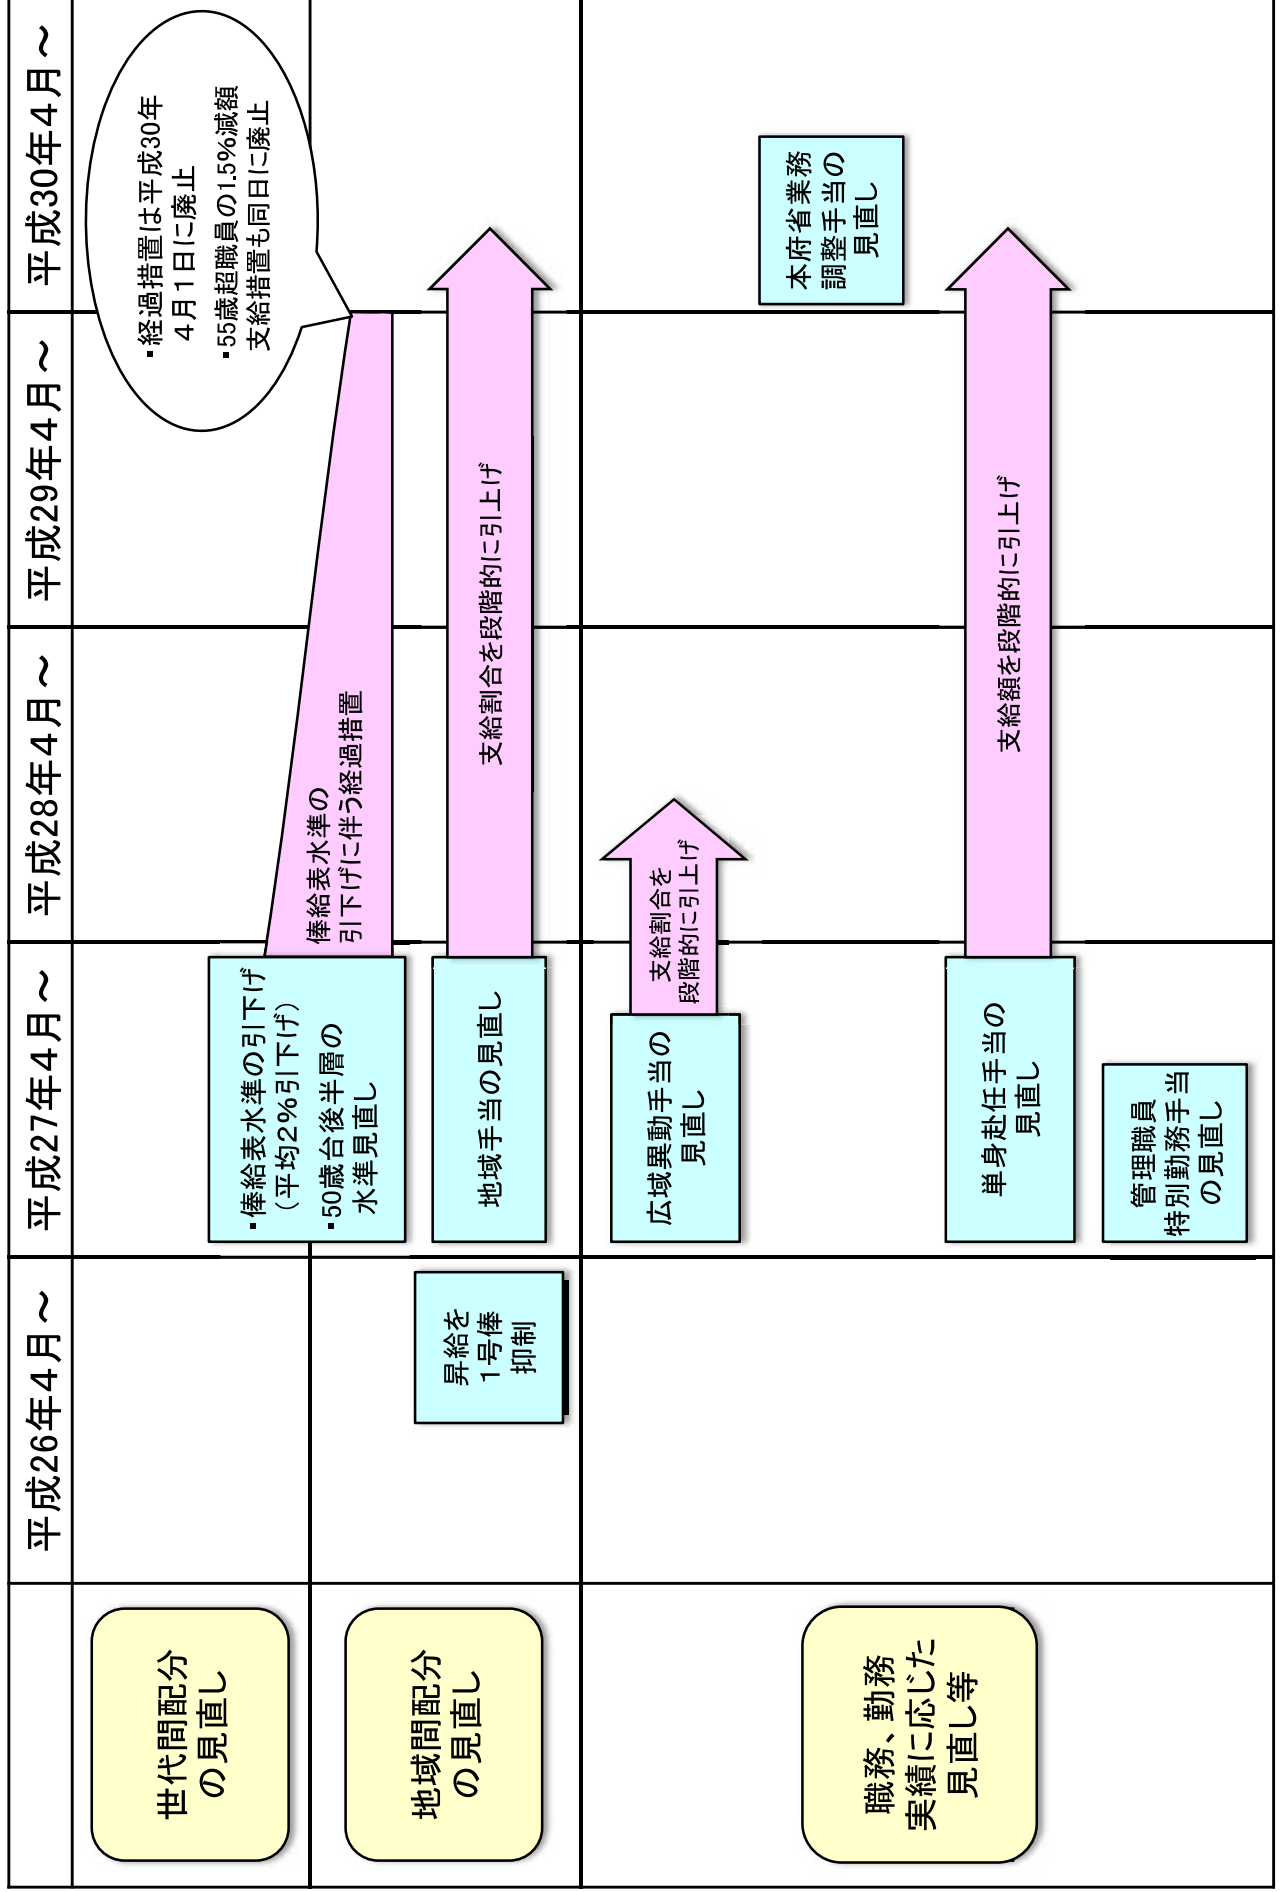 平成26年4月～
平成27年4月～
平成28年4月～
平成29年4月～
平成30年4月～
世代間配分
の見直し
・俸給表水準の引下げ
（平均2％引下げ）
・50歳台後半層の
水準見直し
俸給表水準の
引下げに伴う経過措置
・経過措置は平成30年
4月1日に廃止
・55歳超職員の1.5％減額
支給措置も同日に廃止
地域間配分
の見直し
昇給を
1号俸
抑制
地域手当の見直し
支給割合を段階的に引上げ
職務、勤務
実績に応じた
見直し等
広域異動手当の
見直し
支給割合を
段階的に引上げ
本府省業務
調整手当の
見直し
単身赴任手当の
見直し
支給額を段階的に引上げ
管理職員
特別勤務手当
の見直し